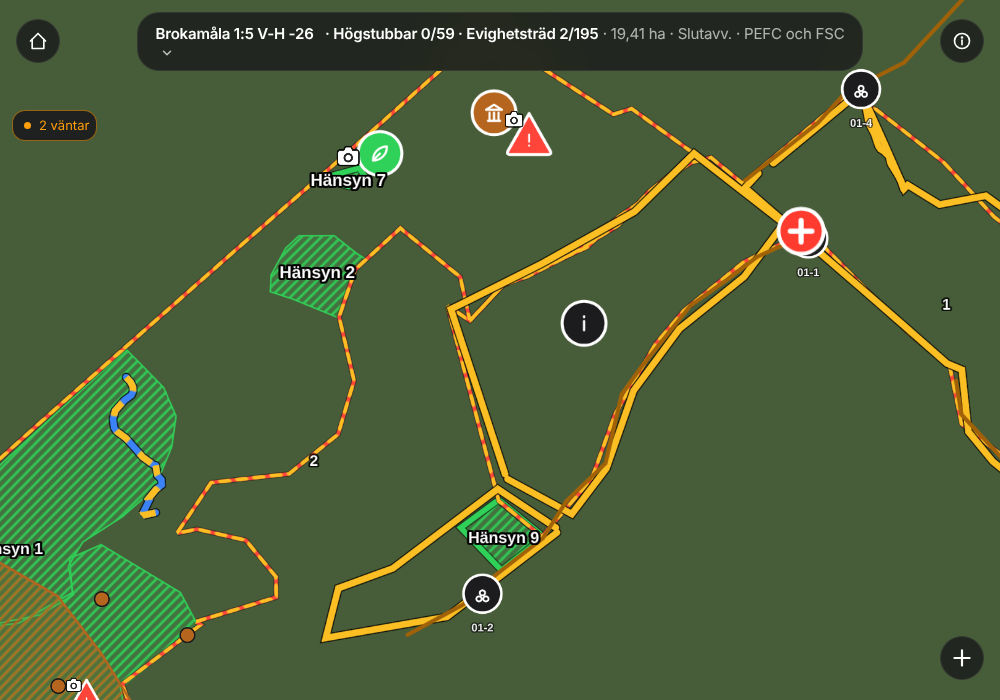 Brokamåla 1:5 V-H -26 · Högstubbar 0/59 · Evighetsträd 2/195 · 19,41 ha · Slutavv. · PEFC och FSC
2 väntar
01-4
Hänsyn 7
Hänsyn 2
01-1
1
2
Hänsyn 9
syn 1
01-2